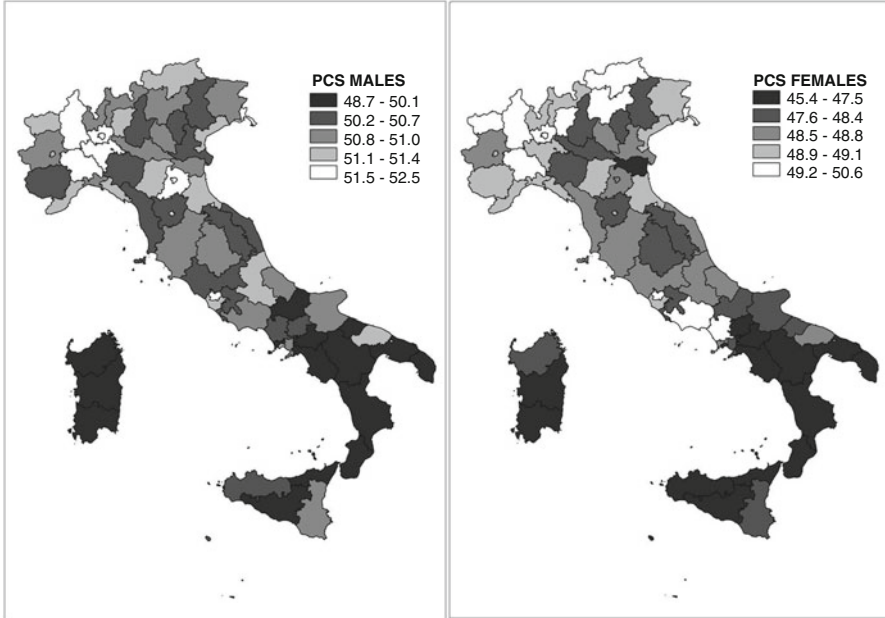 PCS MALES
48.7 - 50.1
50.2 - 50.7
50.8 - 51.0
51.1 - 51.4
51.5 - 52.5
PCS FEMALES
45.4 - 47.5
47.6 - 48.4
48.5 - 48.8
48.9 - 49.1
49.2 - 50.6